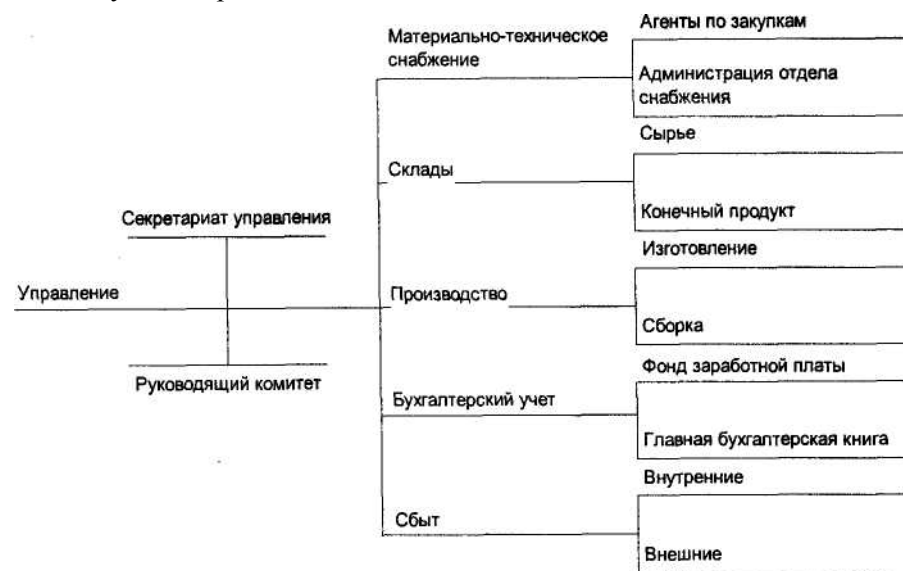 Агенты по закупкам
Материально-техническое
снабжение
Администрация отдела
снабжения
Сырье
Склады
Конечный продукт
Секретариат управления
Изготовление
Управление
Производство
Сборка
Руководящий комитет
Фонд заработной платы
Бухгалтерский учет
Главная бухгалтерская книга
Внутренние
Сбыт
Внешние